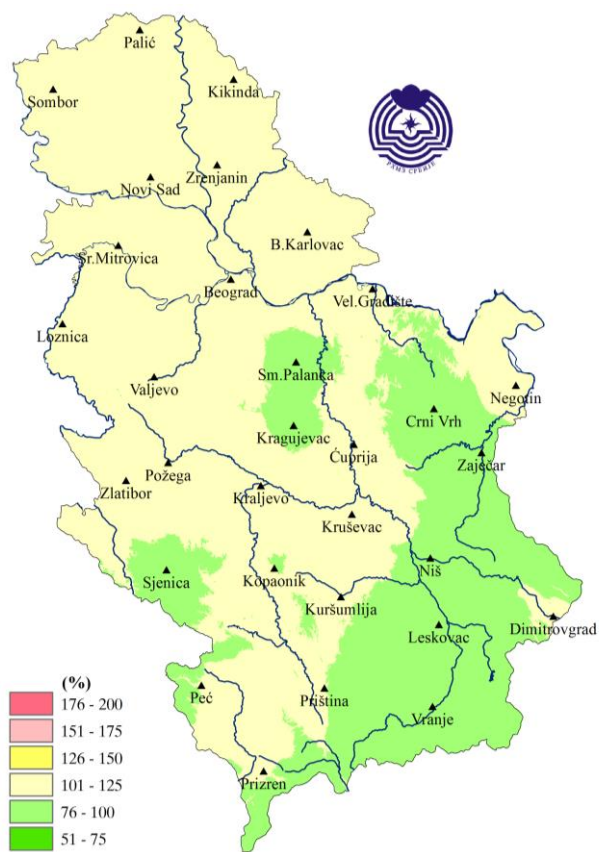 Palić
Kikinda
Sombor
Zrenjanin
Novi Sad
РХМЗ СРБИЈЕ
B.Karlovac
Sr.Mitrovica
Beograd
Vel.Gradište
Loznica
Sm.Palanka
Valjevo
Negotin
Crni Vrh
Kragujevac
Ćuprija
Zaječar
Požega
Zlatibor
Kraljevo
Kruševac
Niš
Sjenica
Kopaonik
Kuršumlija
Leskovac
Dimitrovgrad
(%)
176 - 200
151 - 175
126 - 150
101 - 125
76 - 100
51 - 75
Peć
Priština
Vranje
Prizren